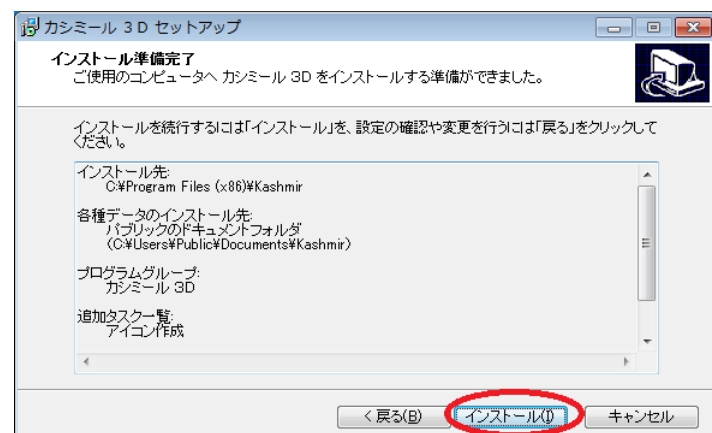 カシミール 3D セットアップ
インストール準備完了
ご使用のコンピュータへ カシミール 3D をインストールする準備ができました。
インストールを続行するには「インストール」を、設定の確認や変更を行うには「戻る」をクリックして
ください。
インストール先:
C:¥Program Files (x86)¥Kashmir
各種データのインストール先:
パブリックのドキュメントフォルダ
(C:¥Users¥Public¥Documents¥Kashmir)
プログラムグループ:
カシミール 3D
追加タスク一覧:
アイコン作成
< 戻る(B)
インストール(I)
キャンセル